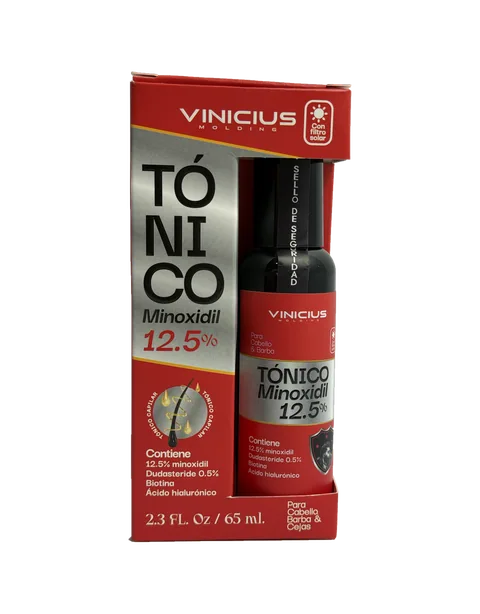 VINICIUS
MOLDING
Con
filtro
solar
TÓ
NI
CO
Minoxidil
12.5%
TÓNICO CAPILAR
TÓNICO CAPILAR
Contiene
12.5% minoxidil
Dudasteride 0.5%
Biotina
Ácido hialurónico
2.3 FL. Oz / 65 ml.
SELLO DE SEGRIDAD
VINICIUS
MOLDING
Para
Cabello
& Barba
TÓNICO
Minoxidil
12.5%
Contiene
12.5% minoxidil
Dudasteride 0.5%
Biotina
Ácido hialurónico
Para
Cabello
Barba &
Cejas